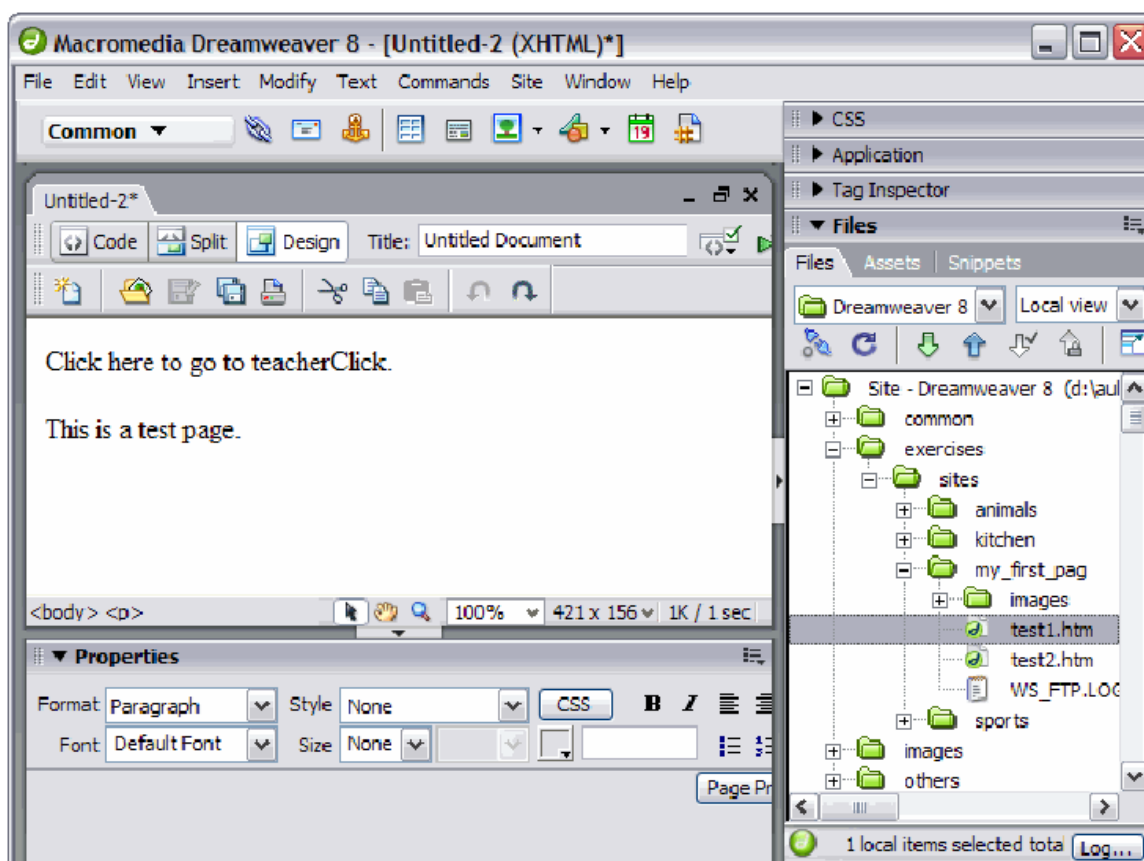 Macromedia Dreamweaver 8 - [Untitled-2 (XHTML)*]
File Edit View Insert Modify Text Commands Site Window Help
Common
19
CSS
Application
Tag Inspector
Files
Untitled-2*
Code Split Design Title: Untitled Document
Files Assets Snippets
Dreamweaver 8 Local view
Click here to go to teacherClick.
This is a test page.
Site - Dreamweaver 8 (d:\aul
common
exercises
sites
animals
kitchen
my_first_pag
images
test1.htm
test2.htm
WS_FTP.LOG
sports
images
others
<body> <p> 100% 421 x 156 1K / 1 sec
Properties
Format Paragraph Style None CSS B I
Font Default Font Size None
Page Pr
1 local items selected total Log...